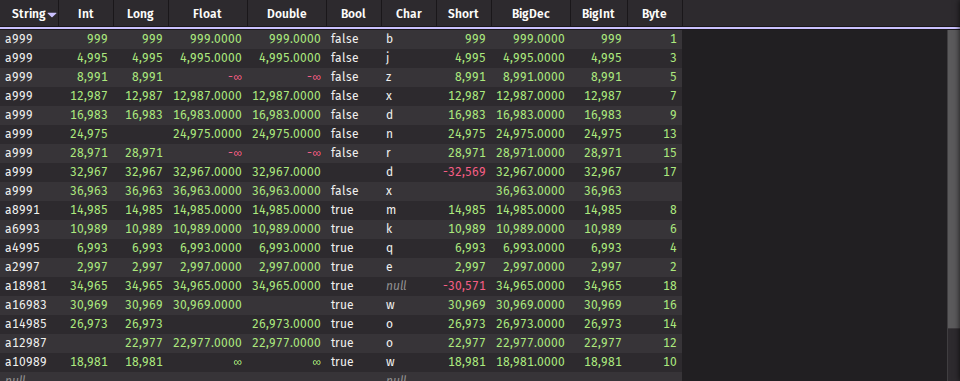 String Int Long Float Double Bool Char Short BigDec BigInt Byte
a999 999 999 999.0000 999.0000 false b 999 999.0000 999 1
a999 4,995 4,995 4,995.0000 4,995.0000 false j 4,995 4,995.0000 4,995 3
a999 8,991 8,991 -∞ -∞ false z 8,991 8,991.0000 8,991 5
a999 12,987 12,987 12,987.0000 12,987.0000 false x 12,987 12,987.0000 12,987 7
a999 16,983 16,983 16,983.0000 16,983.0000 false d 16,983 16,983.0000 16,983 9
a999 24,975 24,975.0000 24,975.0000 false n 24,975 24,975.0000 24,975 13
a999 28,971 28,971 -∞ -∞ false r 28,971 28,971.0000 28,971 15
a999 32,967 32,967 32,967.0000 32,967.0000 d -32,569 32,967.0000 32,967 17
a999 36,963 36,963 36,963.0000 36,963.0000 false x 36,963.0000 36,963
a8991 14,985 14,985 14,985.0000 14,985.0000 true m 14,985 14,985.0000 14,985 8
a6993 10,989 10,989 10,989.0000 10,989.0000 true k 10,989 10,989.0000 10,989 6
a4995 6,993 6,993 6,993.0000 6,993.0000 true q 6,993 6,993.0000 6,993 4
a2997 2,997 2,997 2,997.0000 2,997.0000 true e 2,997 2,997.0000 2,997 2
a18981 34,965 34,965 34,965.0000 34,965.0000 true null -30,571 34,965.0000 34,965 18
a16983 30,969 30,969 30,969.0000 true w 30,969 30,969.0000 30,969 16
a14985 26,973 26,973 26,973.0000 true o 26,973 26,973.0000 26,973 14
a12987 22,977 22,977.0000 22,977.0000 true o 22,977 22,977.0000 22,977 12
a10989 18,981 18,981 ∞ ∞ true w 18,981 18,981.0000 18,981 10
null null